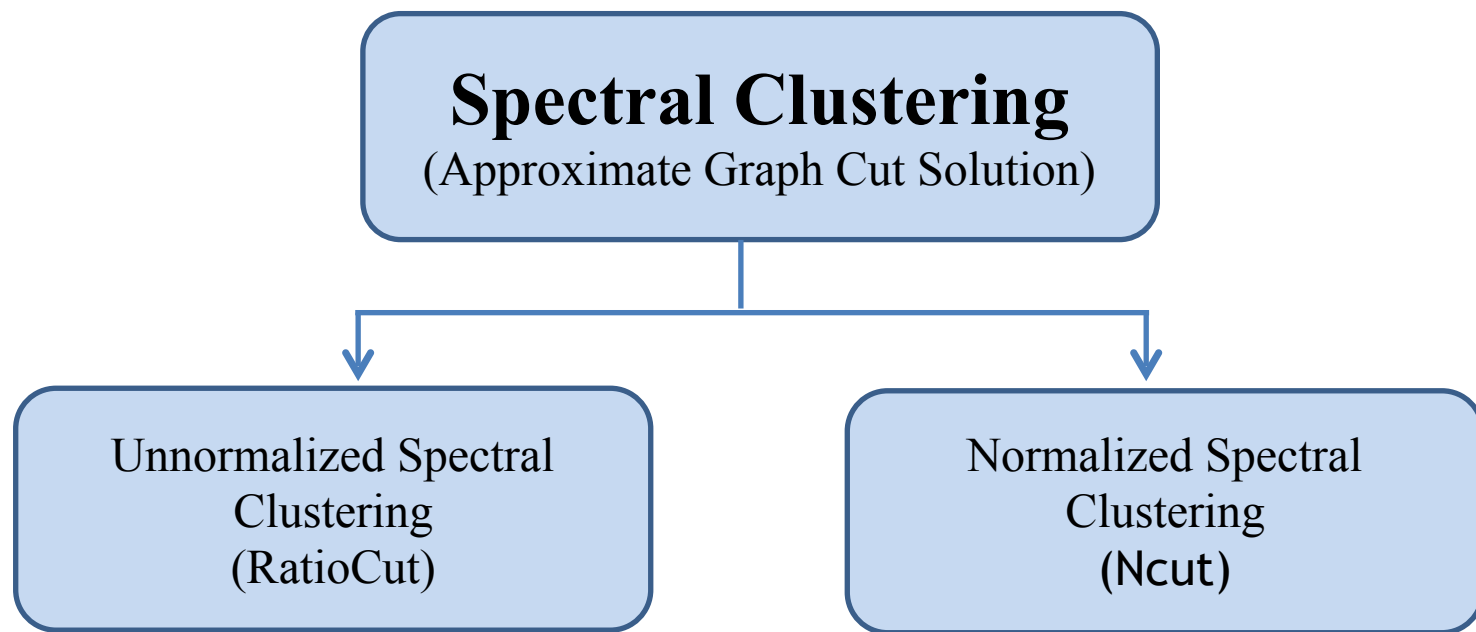 Spectral Clustering
(Approximate Graph Cut Solution)
Unnormalized Spectral
Clustering
(RatioCut)
Normalized Spectral
Clustering
(Ncut)